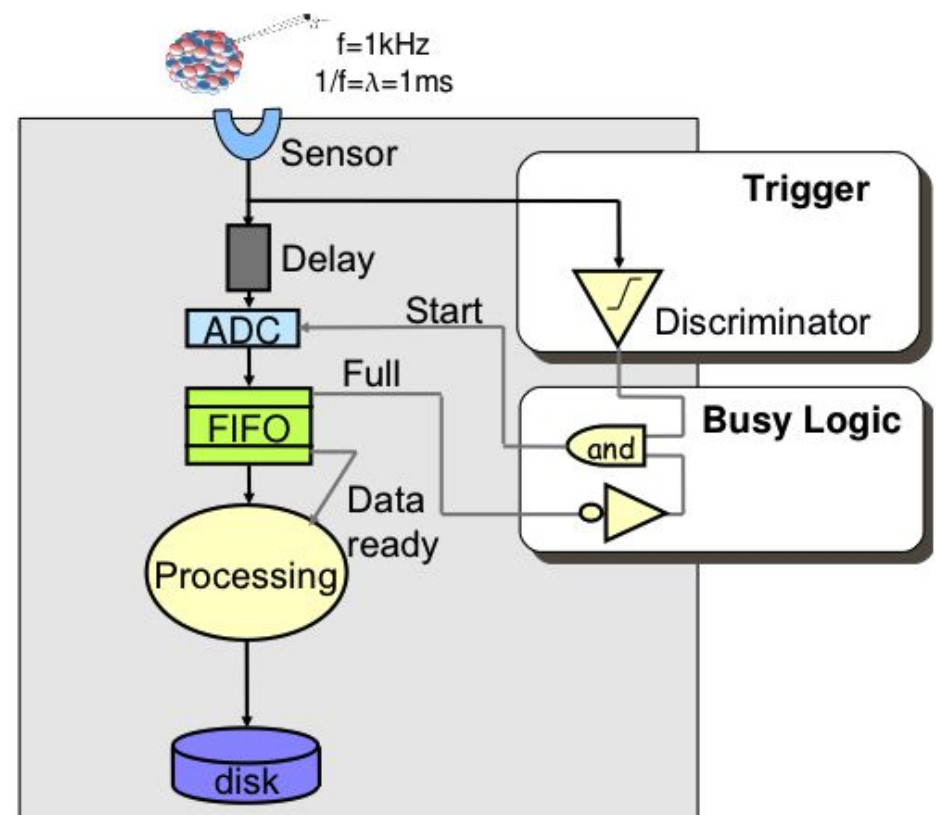 f=1kHz
1/f=λ=1ms
Sensor
Trigger
Delay
Start
Discriminator
ADC
Full
Busy Logic
FIFO
and
Data
ready
Processing
disk